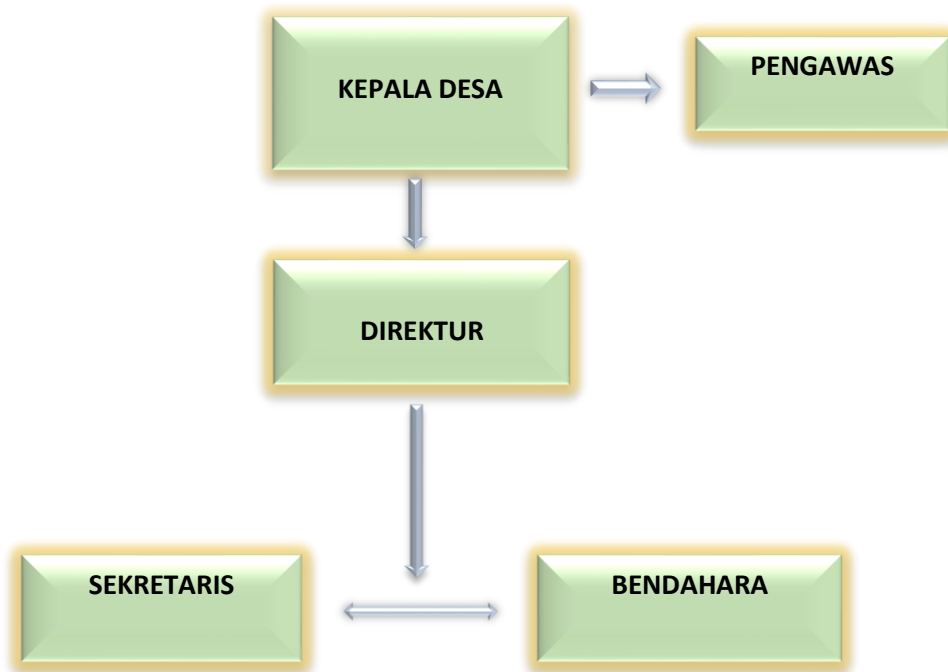 KEPALA DESA
PENGAWAS
DIREKTUR
SEKRETARIS
BENDAHARA